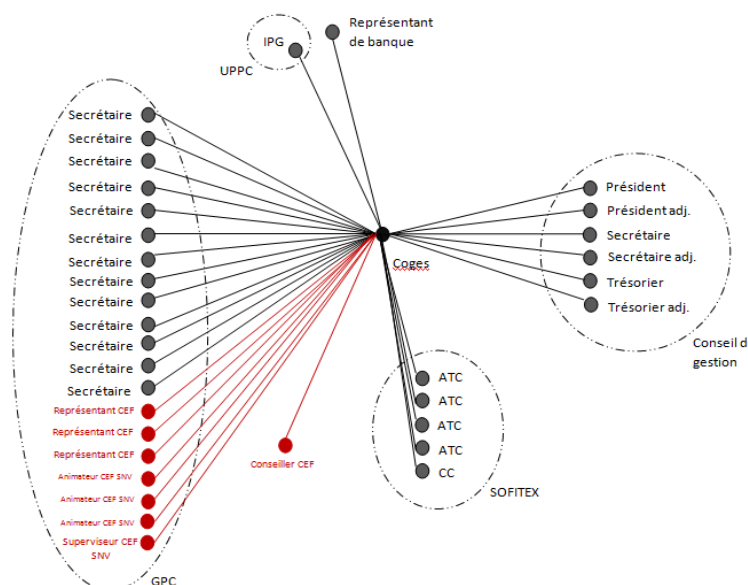 Représentant
de banque
IPG
UPPC
Secrétaire
Secrétaire
Secrétaire
Secrétaire
Secrétaire
Secrétaire
Secrétaire
Secrétaire
Secrétaire
Secrétaire
Secrétaire
Secrétaire
Secrétaire
Représentant CEF
Représentant CEF
Représentant CEF
Animateur CEF SNV
Animateur CEF SNV
Animateur CEF SNV
Superviseur CEF
SNV
GPC
Conseiller CEF
Coges
Président
Président adj.
Secrétaire
Secrétaire adj.
Trésorier
Trésorier adj.
Conseil d
gestion
ATC
ATC
ATC
ATC
CC
SOFITEX